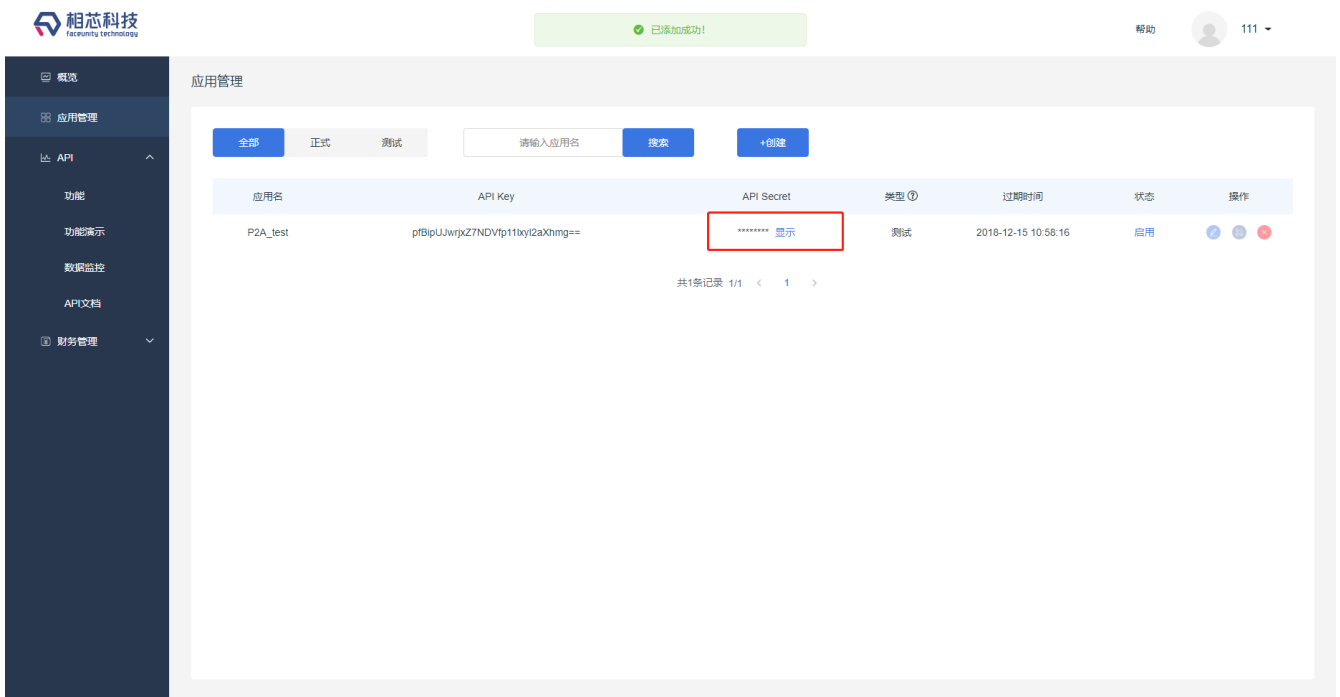 相芯科技
faceunity technology
已添加成功!
帮助
111
概览
应用管理
API
功能
功能演示
数据监控
API文档
财务管理
应用管理
全部 正式 测试 请输入应用名 搜索 +创建
应用名 API Key API Secret 类型 过期时间 状态 操作
P2A_test pfBipUJwrjxZ7NDVfp11lxyI2aXhmg== ******** 显示 测试 2018-12-15 10:58:16 启用
共1条记录 1/1 < 1 >